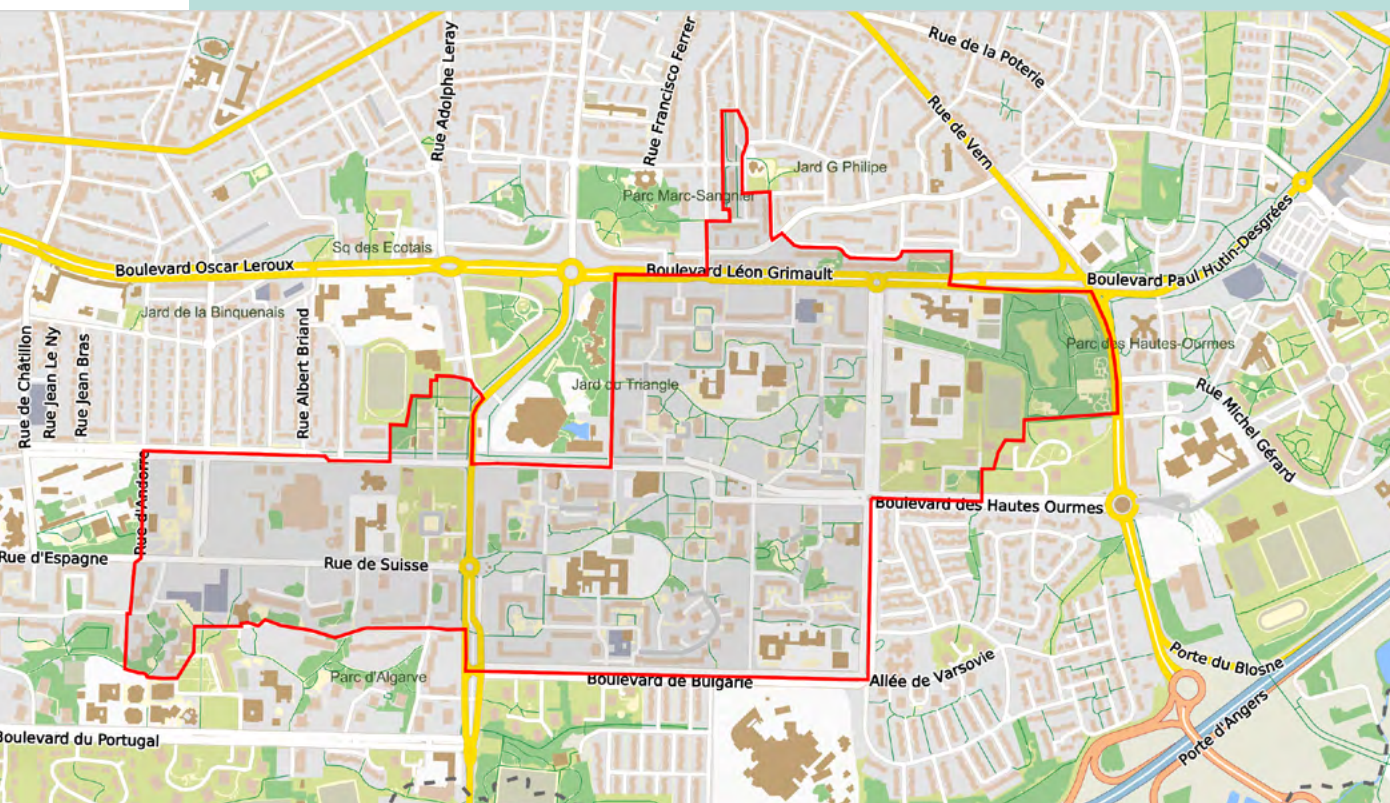 Rue de la Poterie
Rue Adolphe Leray
Rue Francisco Ferrer
Rue de Vern
Jard G Philipe
Parc Marc-Sangnier
Sq des Ecotais
Boulevard Oscar Leroux
Boulevard Léon Grimault
Boulevard Paul Hutin-Desgrées
Jard de la Binquenais
Parc des Hautes-Ourmes
Rue de Châtillon
Rue Jean Le Ny
Rue Jean Bras
Rue Albert Briand
Jard du Triangle
Rue Michel Gérard
Rue d'Andorre
Boulevard des Hautes Ourmes
Rue d'Espagne
Rue de Suisse
Parc d'Algarve
Boulevard de Bulgarie
Allée de Varsovie
Porte du Blosne
Porte d'Angers
Boulevard du Portugal